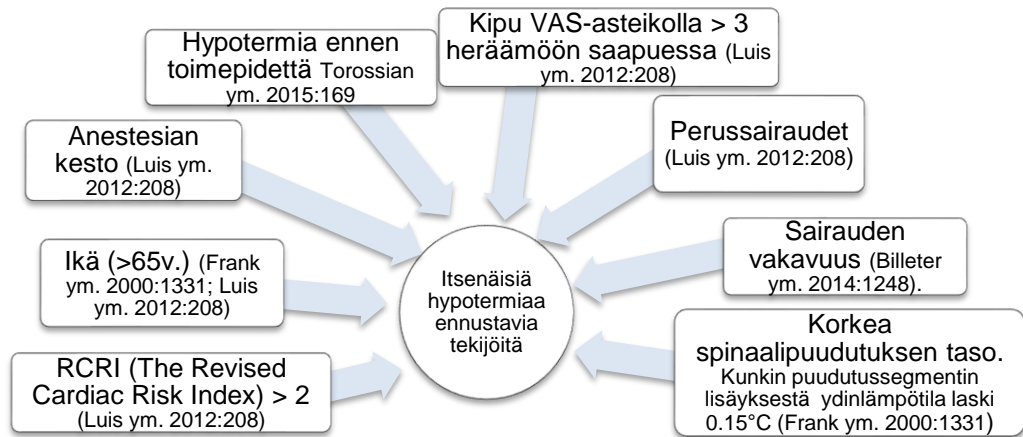 Hypotermia ennen
toimepidettä Torossian
ym. 2015:169
Kipu VAS-asteikolla > 3
heräämöön saapuessa (Luis
ym. 2012:208)
Anestesian
kesto (Luis ym.
2012:208)
Perussairaudet
(Luis ym. 2012:208)
Ikä (>65v.) (Frank
ym. 2000:1331; Luis
ym. 2012:208)
Itsenäisiä
hypotermiaa
ennustavia
tekijöitä
Sairauden
vakavuus (Billeter
ym. 2014:1248).
RCRI (The Revised
Cardiac Risk Index) > 2
(Luis ym. 2012:208)
Korkea
spinaalipuudutuksen taso.
Kunkin puudutussegmentin
lisäyksestä ydinlämpötila laski
0.15°C (Frank ym. 2000:1331)